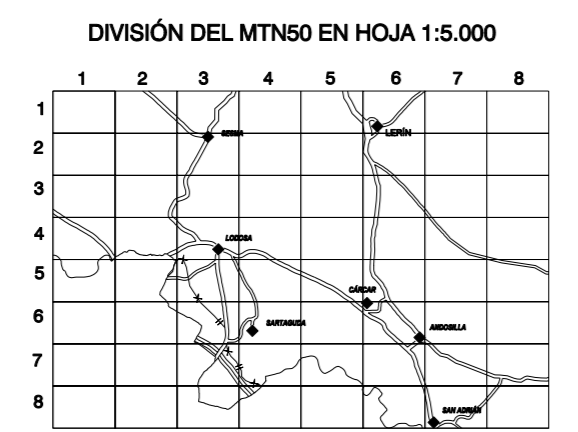 DIVISIÓN DEL MTN50 EN HOJA 1:5.000
1 2 3 4 5 6 7 8
1
LERÍN
SESMA
2
3
4
LODOSA
5
CÁRCAR
6
SARTAGUDA
ANDOSILLA
7
8
SAN ADRIÁN